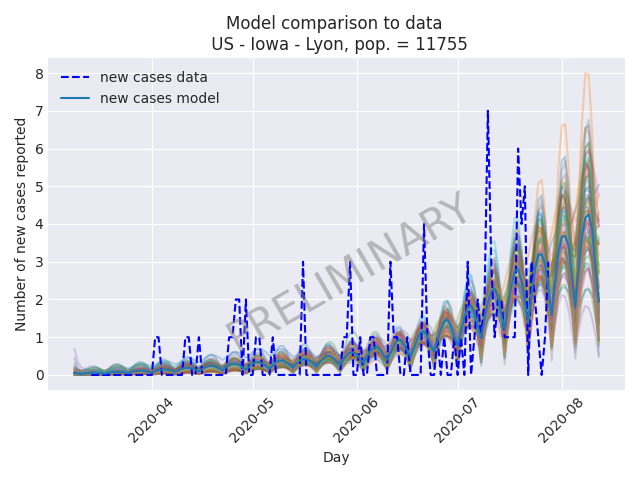 Model comparison to data
US - Iowa - Lyon, pop. = 11755
new cases data
new cases model
Number of new cases reported
8
7
6
5
4
3
2
1
0
PRELIMINARY
2020-04
2020-05
2020-06
2020-07
2020-08
Day